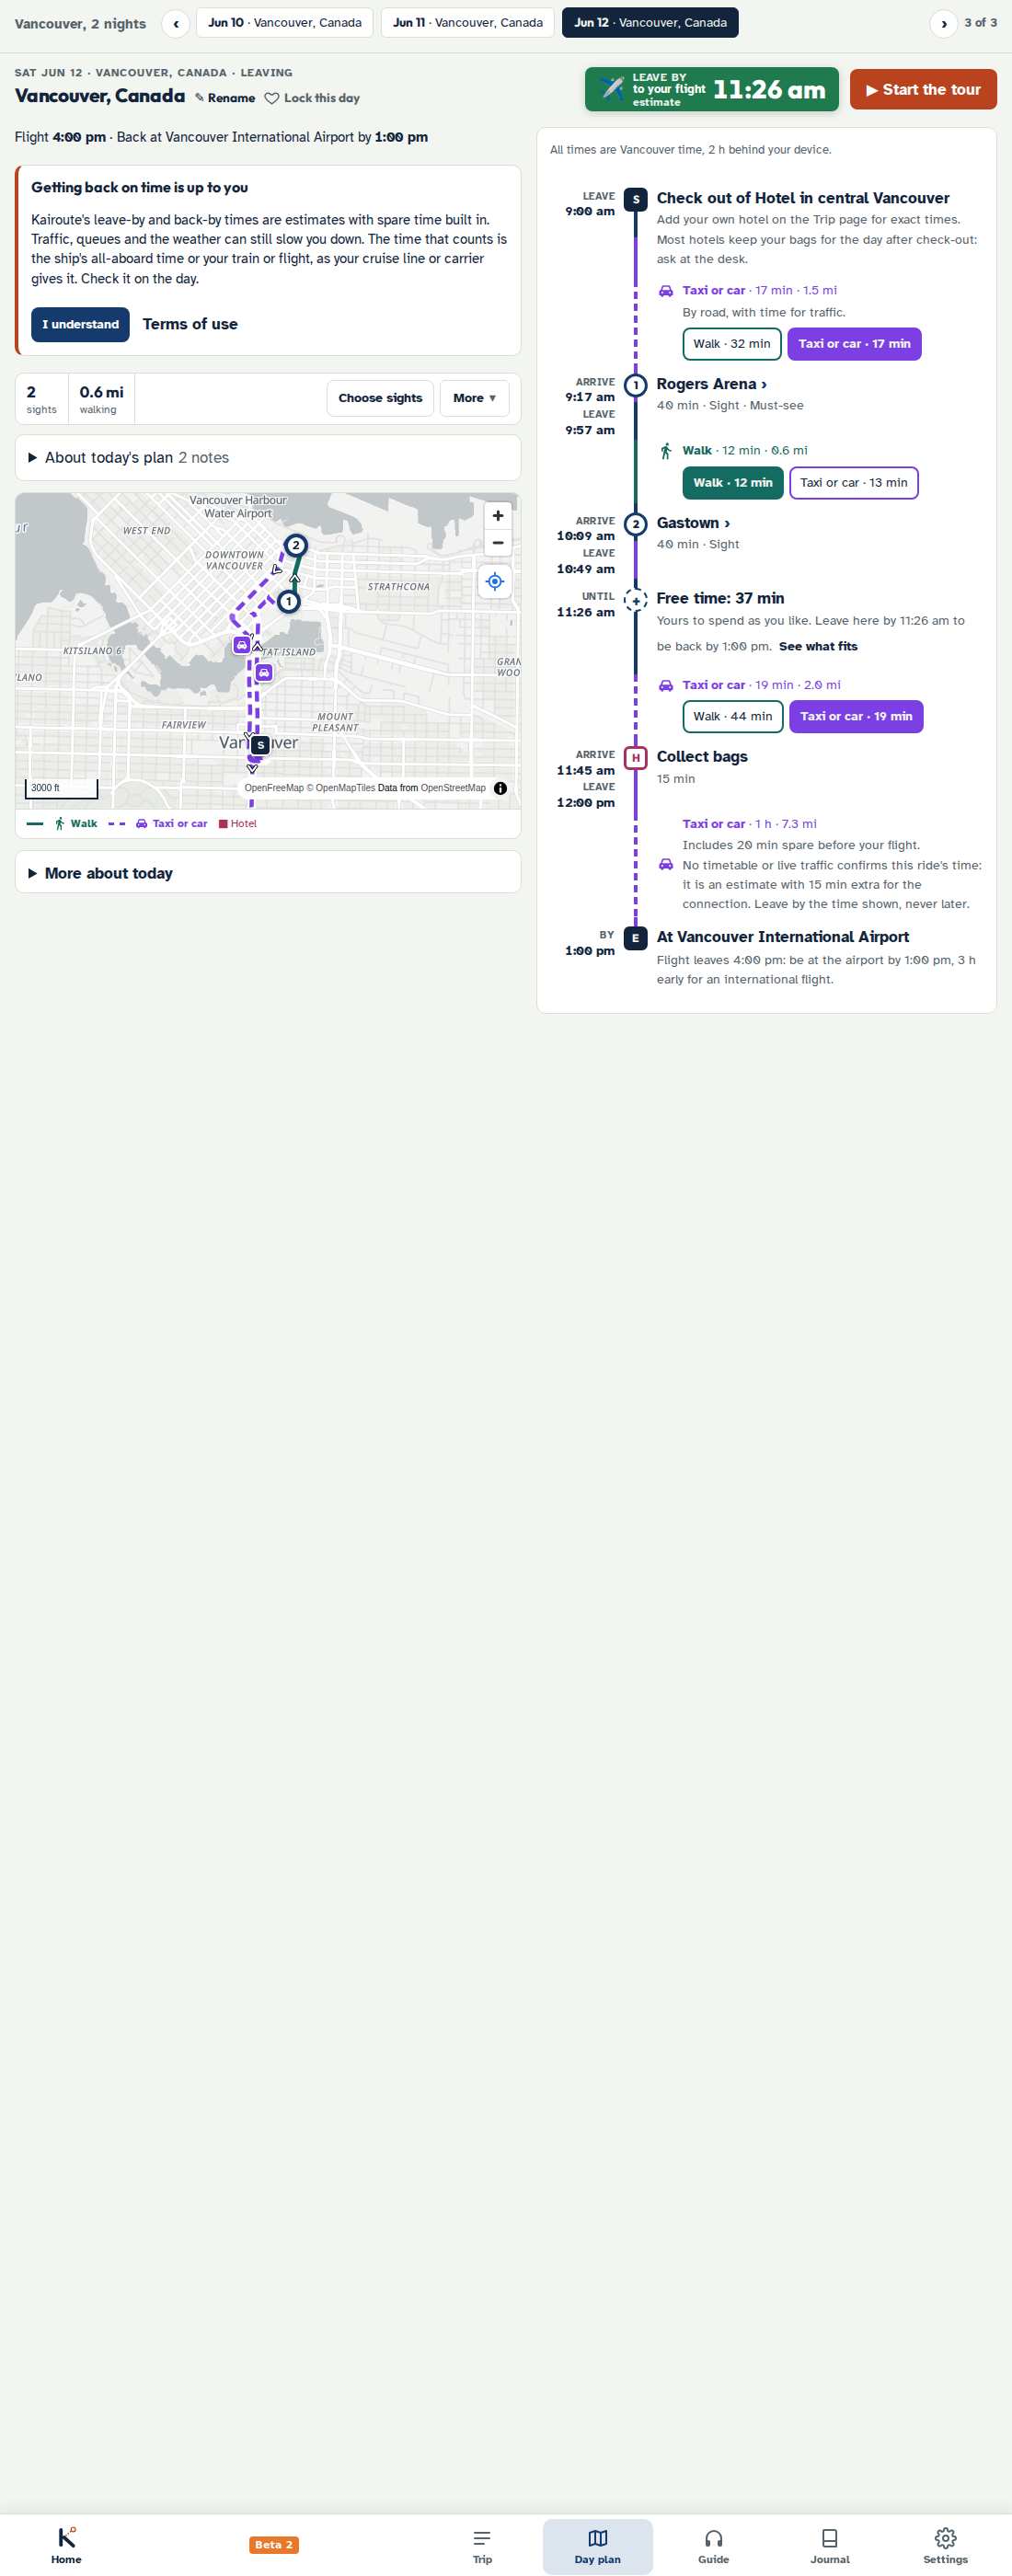 Vancouver, 2 nights
‹
Jun 10 · Vancouver, Canada
Jun 11 · Vancouver, Canada
Jun 12 · Vancouver, Canada
›
3 of 3
SAT JUN 12 · VANCOUVER, CANADA · LEAVING
Vancouver, Canada
✎ Rename
Lock this day
LEAVE BY
to your flight
estimate
11:26 am
▶ Start the tour
Flight 4:00 pm · Back at Vancouver International Airport by 1:00 pm
Getting back on time is up to you
Kairoute's leave-by and back-by times are estimates with spare time built in.
Traffic, queues and the weather can still slow you down. The time that counts is
the ship's all-aboard time or your train or flight, as your cruise line or carrier
gives it. Check it on the day.
I understand
Terms of use
2
sights
0.6 mi
walking
Choose sights
More ▼
▶ About today's plan 2 notes
Vancouver Harbour
Water Airport
WEST END
DOWNTOWN
VANCOUVER
STRATHCONA
2
1
KITSILANO 6
TAT ISLAND
LANO
GRAN
WOO
FAIRVIEW
MOUNT
PLEASANT
S
3000 ft
OpenFreeMap © OpenMapTiles Data from OpenStreetMap
Walk
Taxi or car
Hotel
▶ More about today
All times are Vancouver time, 2 h behind your device.
LEAVE
9:00 am
S
Check out of Hotel in central Vancouver
Add your own hotel on the Trip page for exact times.
Most hotels keep your bags for the day after check-out:
ask at the desk.
Taxi or car · 17 min · 1.5 mi
By road, with time for traffic.
Walk · 32 min
Taxi or car · 17 min
ARRIVE
9:17 am
LEAVE
9:57 am
1
Rogers Arena ›
40 min · Sight · Must-see
Walk · 12 min · 0.6 mi
Walk · 12 min
Taxi or car · 13 min
ARRIVE
10:09 am
LEAVE
10:49 am
2
Gastown ›
40 min · Sight
UNTIL
11:26 am
+
Free time: 37 min
Yours to spend as you like. Leave here by 11:26 am to
be back by 1:00 pm. See what fits
Taxi or car · 19 min · 2.0 mi
Walk · 44 min
Taxi or car · 19 min
ARRIVE
11:45 am
LEAVE
12:00 pm
H
Collect bags
15 min
Taxi or car · 1 h · 7.3 mi
Includes 20 min spare before your flight.
No timetable or live traffic confirms this ride's time:
it is an estimate with 15 min extra for the
connection. Leave by the time shown, never later.
BY
1:00 pm
E
At Vancouver International Airport
Flight leaves 4:00 pm: be at the airport by 1:00 pm, 3 h
early for an international flight.
Home
Beta 2
Trip
Day plan
Guide
Journal
Settings